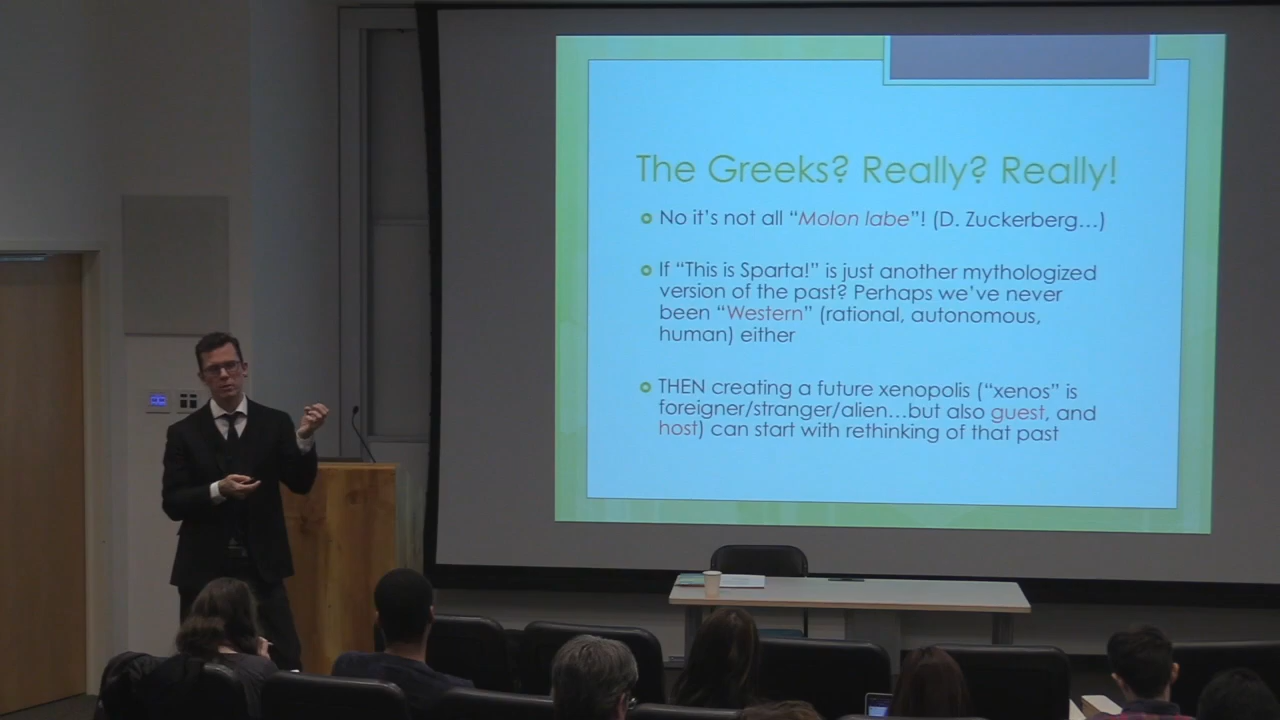 The Greeks? Really? Really!
No it's not all “Molon labe”! (D. Zuckerberg...)
If “This is Sparta!” is just another mythologized
version of the past? Perhaps we've never
been “Western” (rational, autonomous,
human) either
THEN creating a future xenopolis (“xenos” is
foreigner/stranger/alien...but also guest, and
host) can start with rethinking of that past